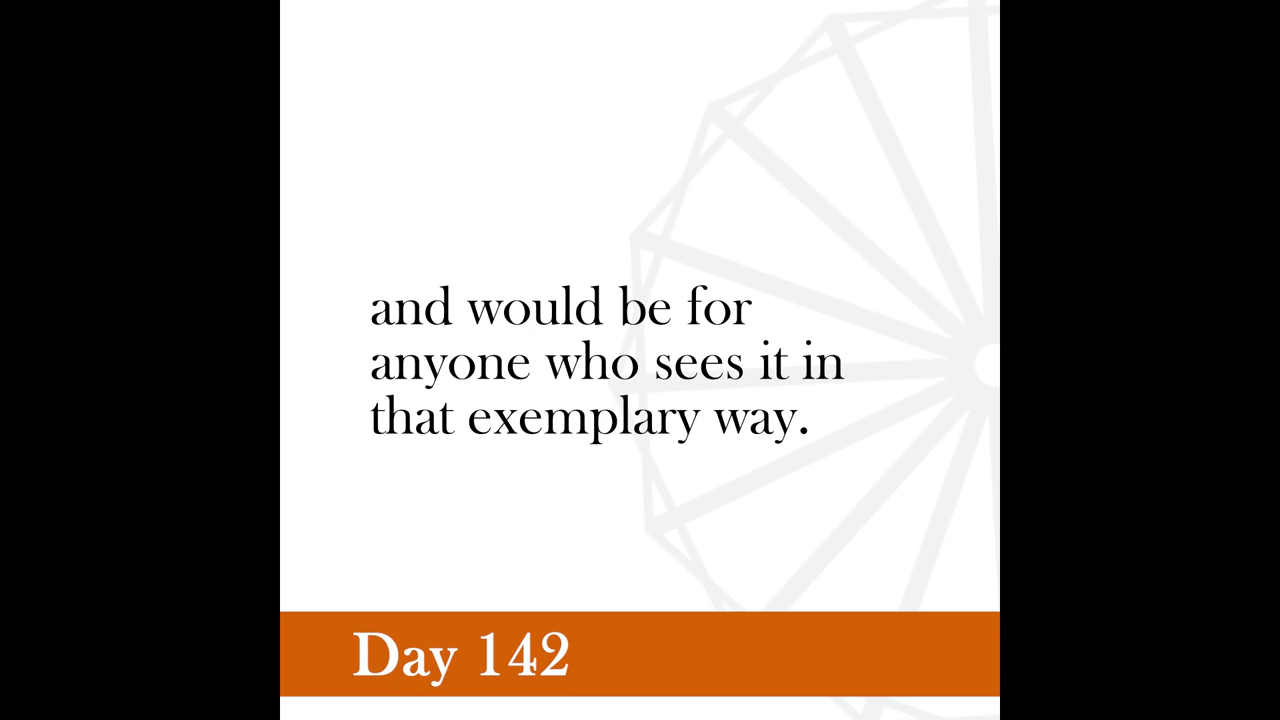 and would be for
anyone who sees it in
that exemplary way.
Day 142